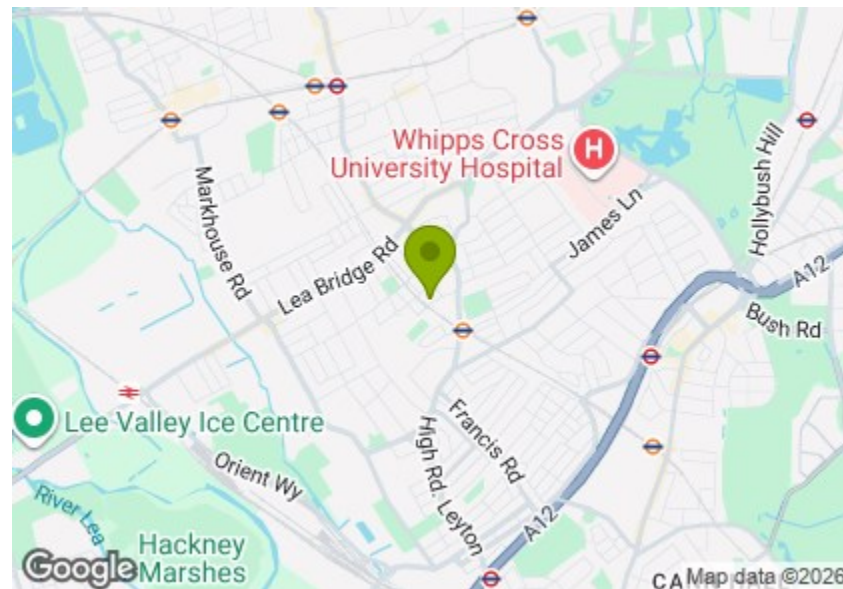 Whipps Cross
University Hospital
H
Hollybush Hill
Markhouse Rd
James Ln
Lea Bridge Rd
A12
Bush Rd
Lee Valley Ice Centre
High Rd. Leyton
Francis Rd
Orient Wy
River Lea
A12
Hackney
Marshes
Google
Map data ©2026